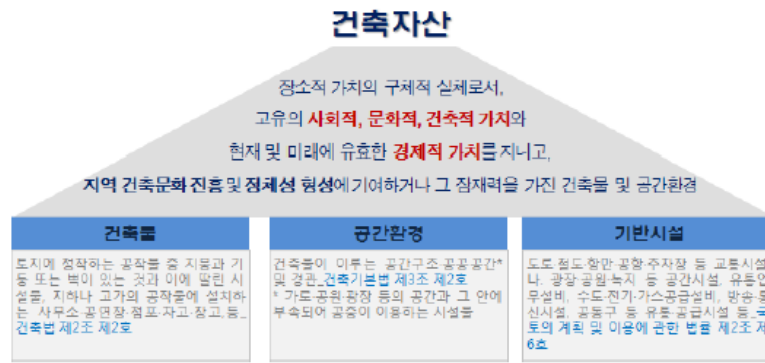 건축자산
장소적 가치의 구체적 실체로서,
고유의 사회적, 문화적, 건축적 가치와
현재 및 미래에 유효한 경제적 가치를 지니고,
지역 건축문화 진흥 및 정체성 형성에 기여하거나 그 잠재력을 가진 건축물 및 공간환경
건축물
토지에 정착하는 공작물 중 지붕과 기
둥 또는 벽이 있는 것과 이에 딸린 시
설물, 지하나 고가의 공작물에 설치하
는 사무소·공연장·점포·차고·창고 등_
건축법 제2조 제2호
공간환경
건축물이 이루는 공간구조·공공공간*
및 경관_건축기본법 제3조 제2호
* 가로·공원·광장 등의 공간과 그 안에
부속되어 공중이 이용하는 시설물
기반시설
도로·철도·항만·공항·주차장 등 교통시설
나. 광장·공원·녹지 등 공간시설, 유통업
무설비, 수도·전기·가스공급설비, 방송·통
신시설, 공동구 등 유통·공급시설 등_국
토의 계획 및 이용에 관한 법률 제2조 제
6호